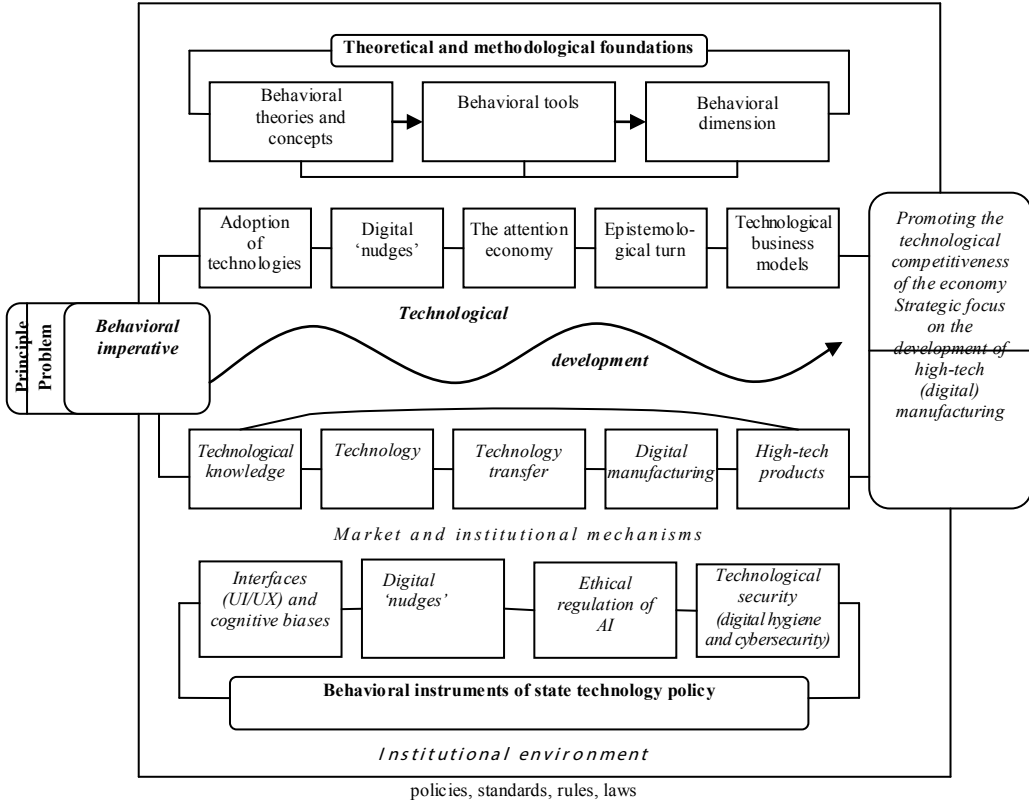 Theoretical and methodological foundations
Behavioral
theories and
concepts
Behavioral tools
Behavioral
dimension
Adoption of
technologies
Digital
‘nudges’
The attention
economy
Epistemolo-
gical turn
Technological
business
models
Promoting the
technological
competitiveness
of the economy
Strategic focus
on the
development of
high-tech
(digital)
manufacturing
Principle
Problem
Behavioral
imperative
Technological
development
Technological
knowledge
Technology
Technology
transfer
Digital
manufacturing
High-tech
products
Market and institutional mechanisms
Interfaces
(UI/UX) and
cognitive biases
Digital
‘nudges’
Ethical
regulation of
AI
Technological
security
(digital hygiene
and cybersecurity)
Behavioral instruments of state technology policy
Institutional environment
policies, standards, rules, laws